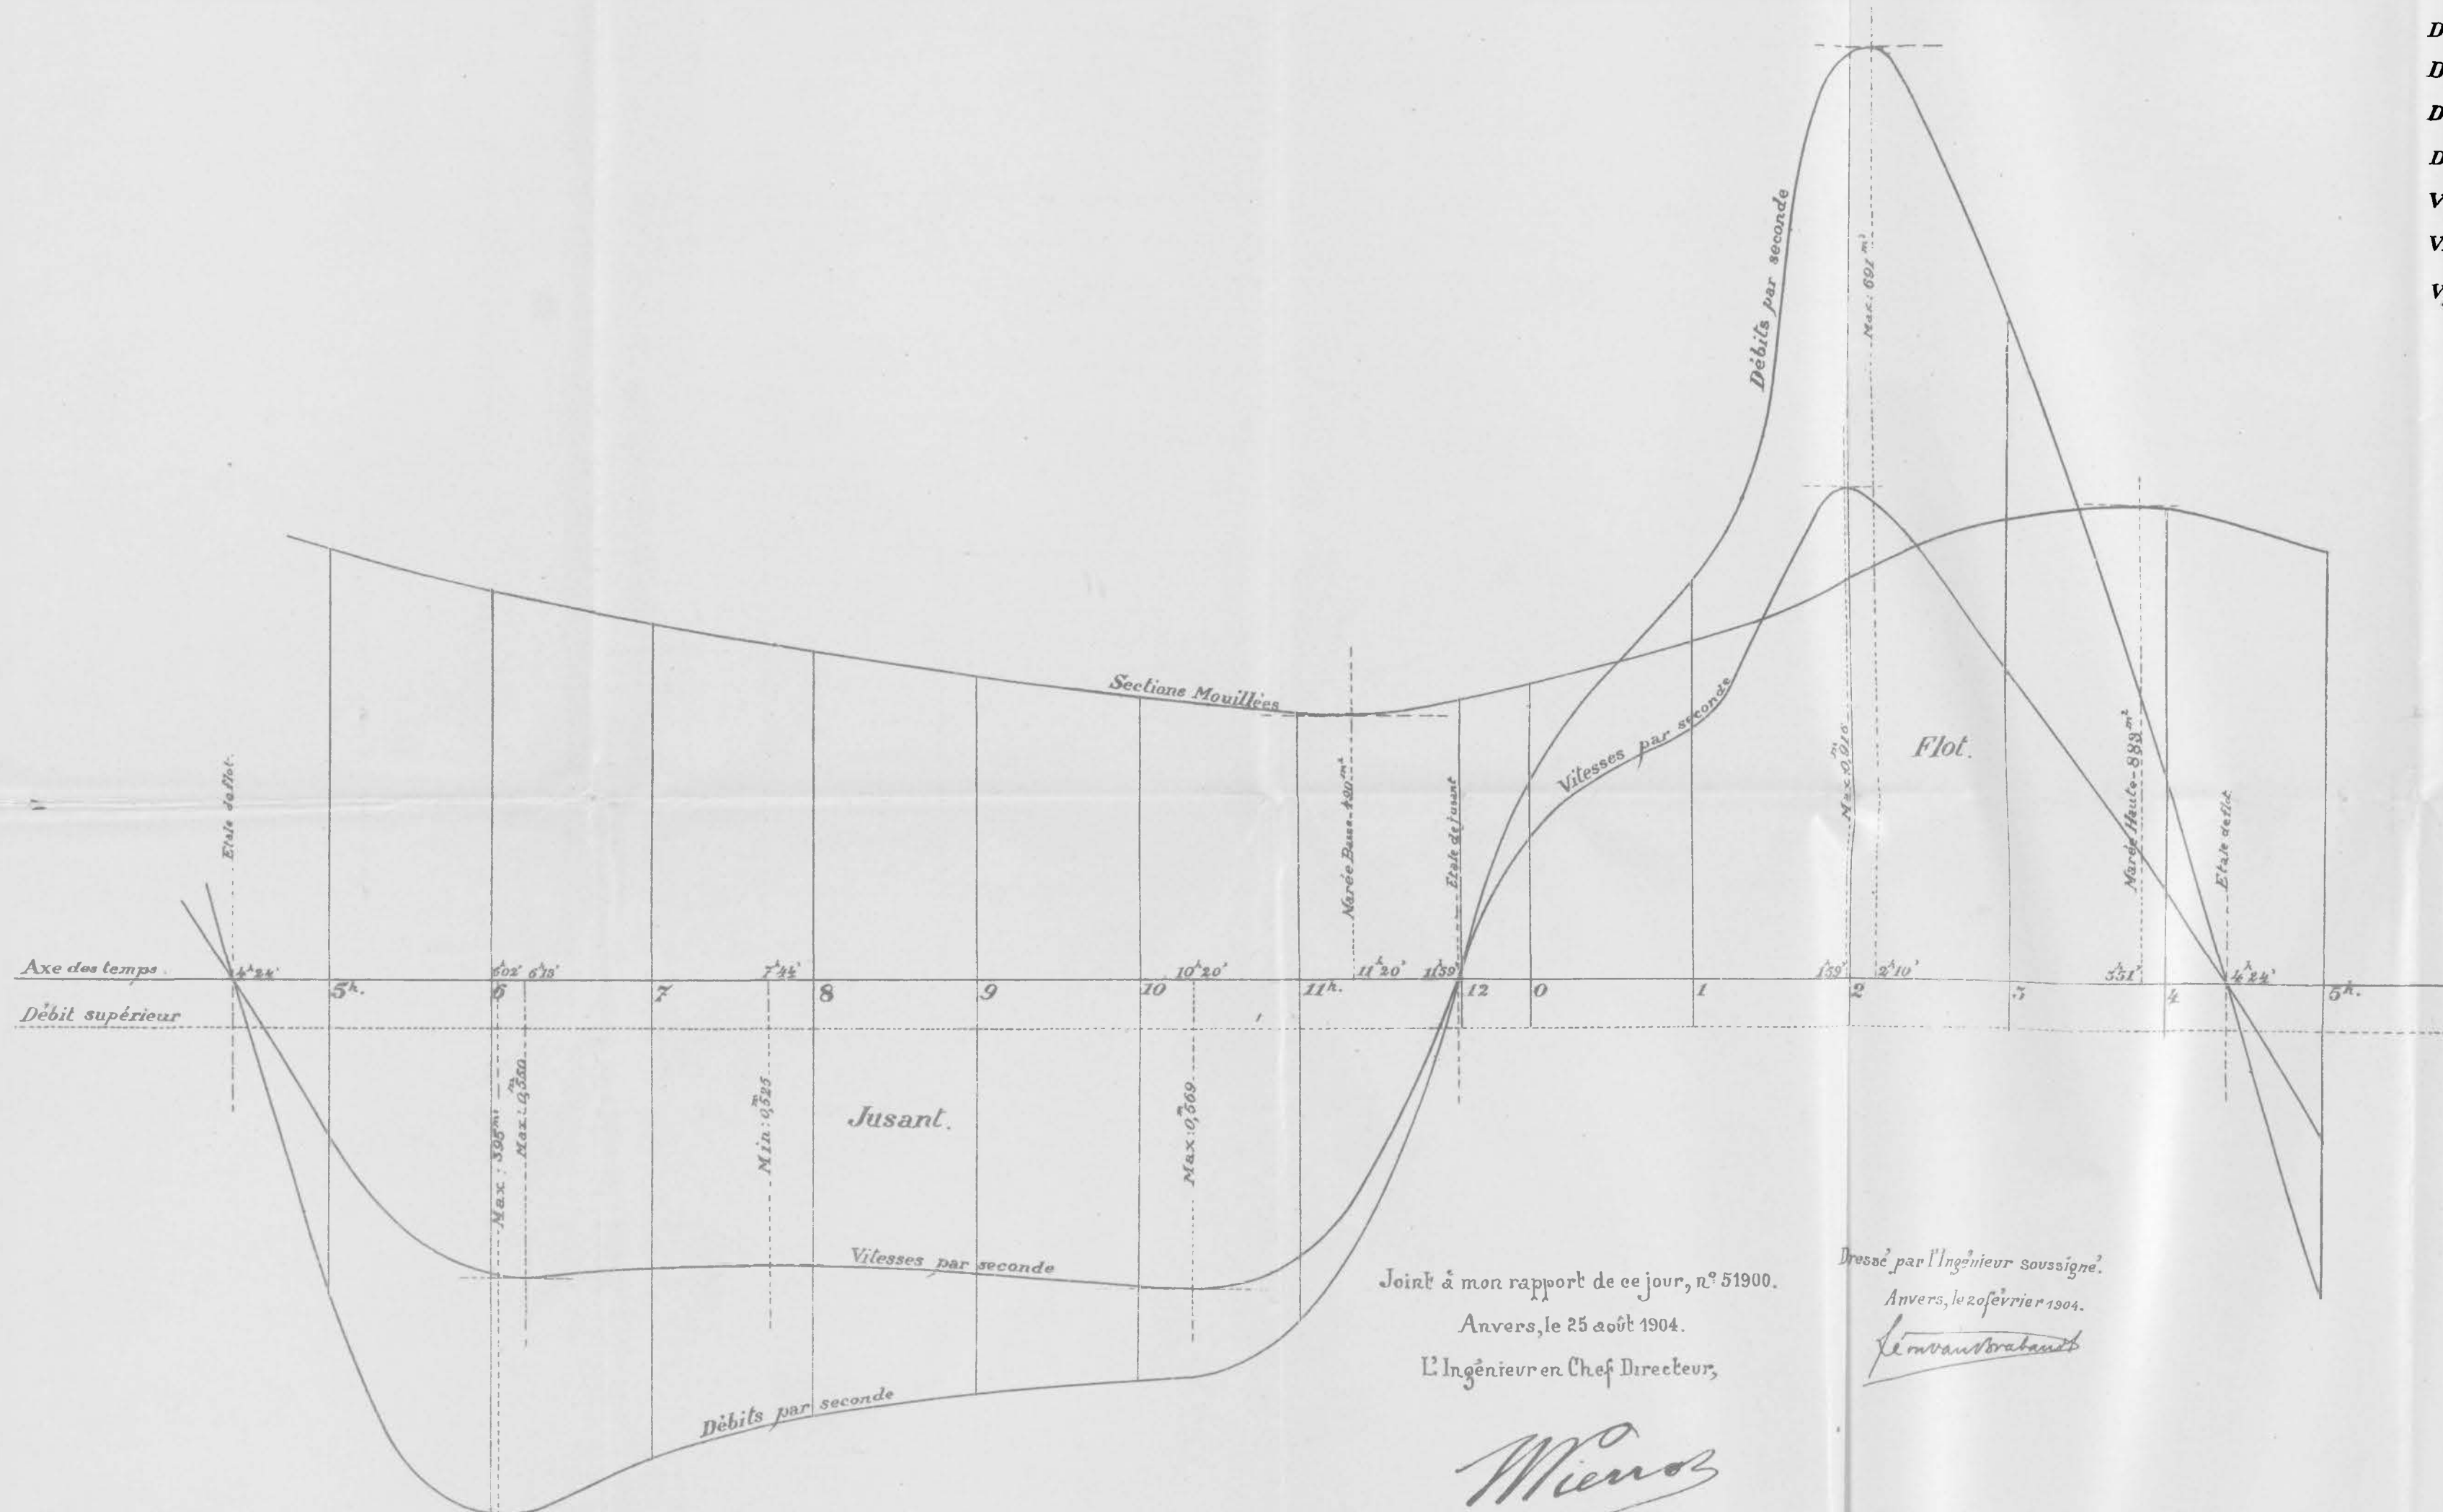 D
D
D
D
V
V
V
Débits par seconde
Max: 691 m³
Sections Mouillées
Vitesses par seconde
Flot.
Etale de flot.
Marée Basse - 490 m²
Etale de jusant
Max: 0,916 m
Marée Haute - 889 m²
Etale de flot
Axe des temps.
4h24' 6h02' 6h13' 7h44' 10h20' 11h20' 11h59' 1h59' 2h10' 3h51' 4h24'
5h. 6 7 8 9 10 11h. 12 0 1 2 3 4 5h.
Débit supérieur
Max: 395 m³
Max: 0,550 m
Min: 0,525 m
Jusant.
Max: 0,569 m
Vitesses par seconde
Débits par seconde
Joint à mon rapport de ce jour, n° 51900.
Anvers, le 25 août 1904.
L'Ingénieur en Chef Directeur,
Dressé par l'Ingénieur soussigné.
Anvers, le 20 février 1904.